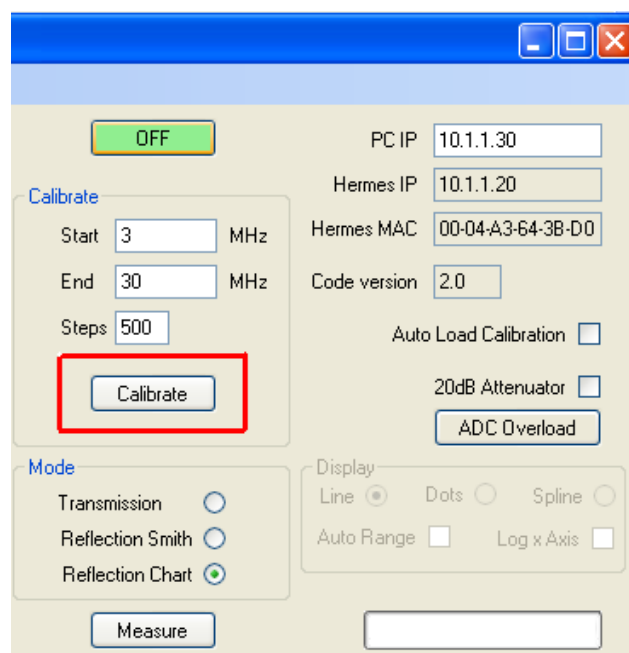 OFF
PC IP 10.1.1.30
Hermes IP 10.1.1.20
Calibrate
Start 3 MHz
Hermes MAC 00-04-A3-64-3B-D0
End 30 MHz
Code version 2.0
Steps 500
Auto Load Calibration
Calibrate
20dB Attenuator
ADC Overload
Mode
Transmission
Reflection Smith
Reflection Chart
Display
Line Dots Spline
Auto Range Log x Axis
Measure